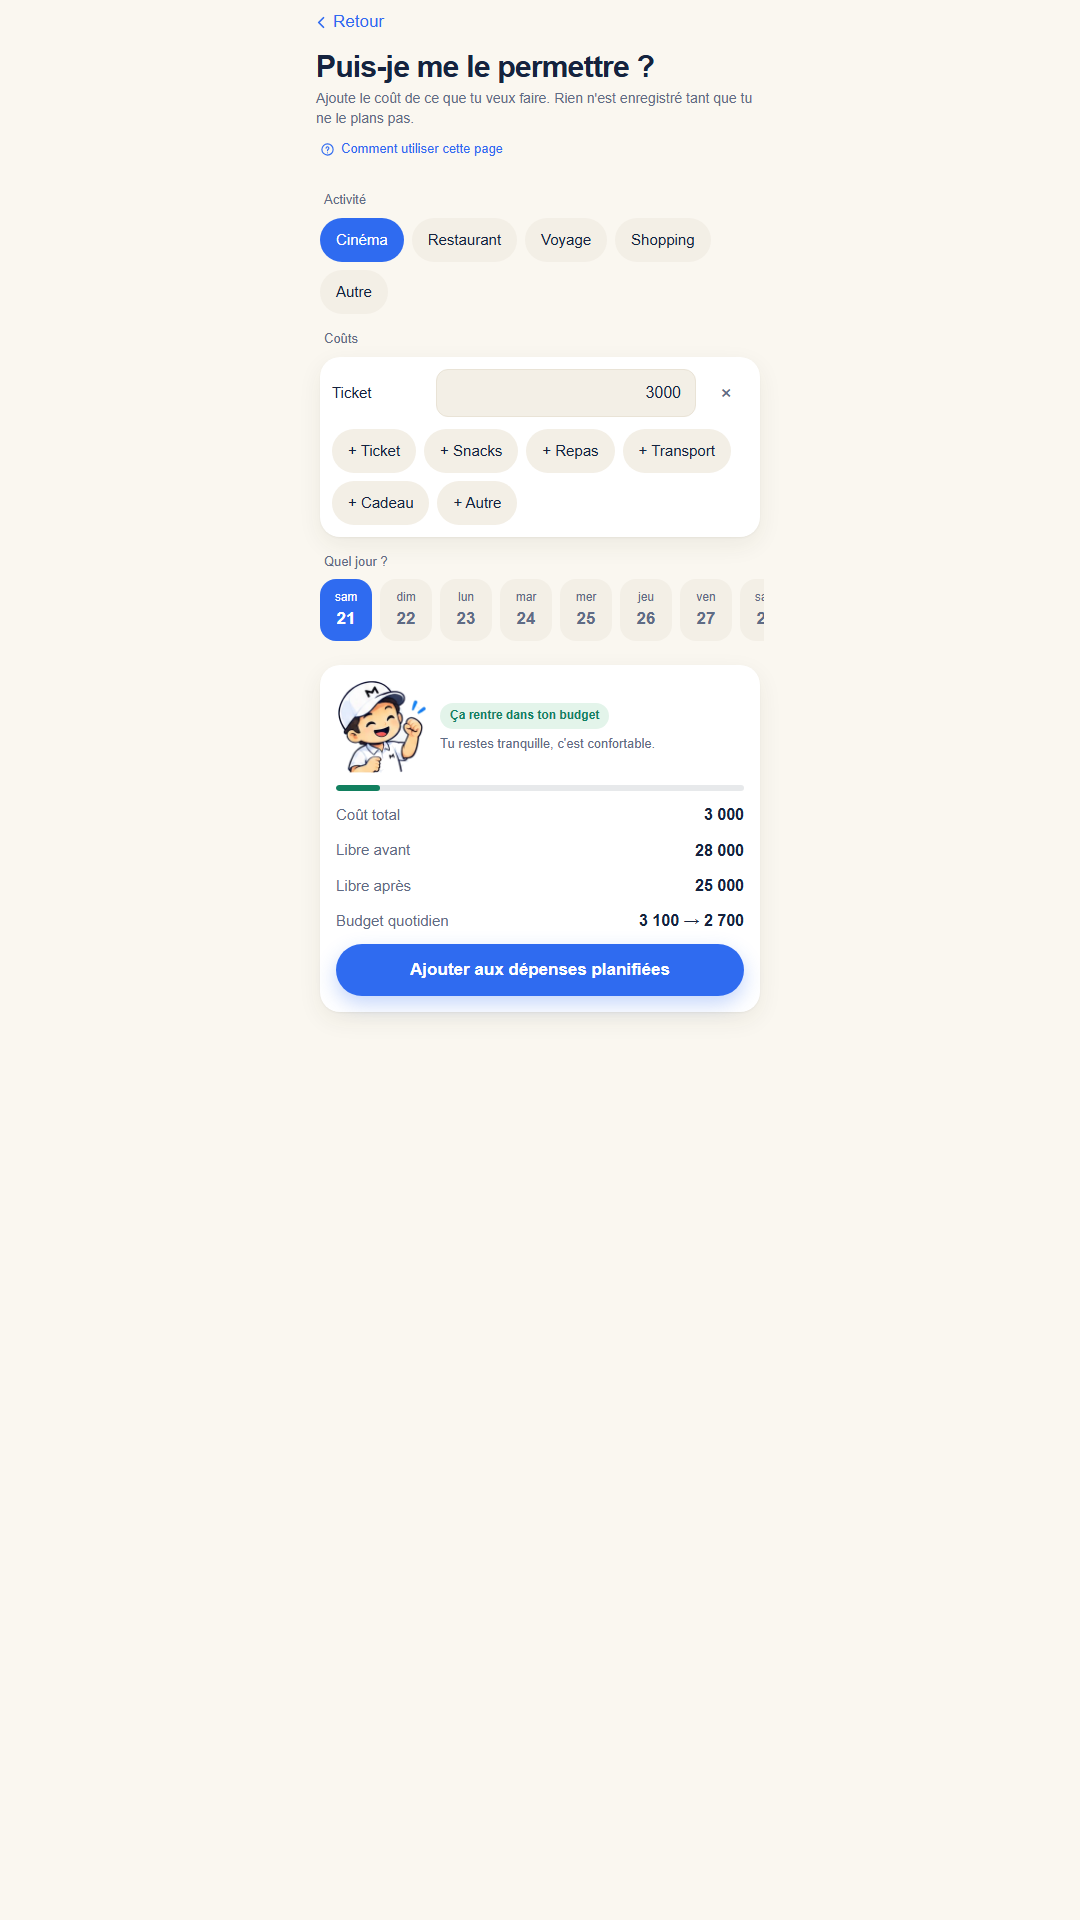 Retour
Puis-je me le permettre ?
Ajoute le coût de ce que tu veux faire. Rien n'est enregistré tant que tu
ne le plans pas.
Comment utiliser cette page
Activité
Cinéma Restaurant Voyage Shopping
Autre
Coûts
Ticket 3000 ×
+ Ticket + Snacks + Repas + Transport
+ Cadeau + Autre
Quel jour ?
sam dim lun mar mer jeu ven
21 22 23 24 25 26 27
M
Ça rentre dans ton budget
Tu restes tranquille, c'est confortable.
Coût total 3 000
Libre avant 28 000
Libre après 25 000
Budget quotidien 3 100 → 2 700
Ajouter aux dépenses planifiées